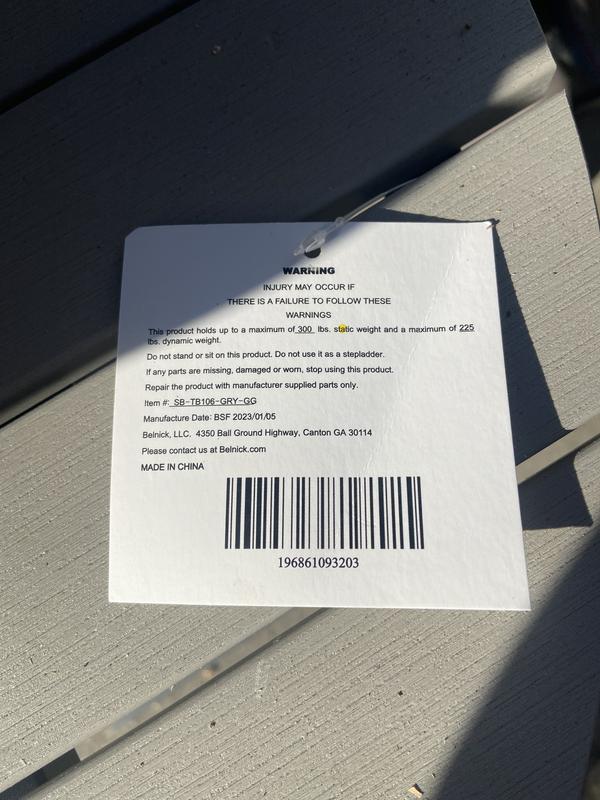 WARNING
INJURY MAY OCCUR IF
THERE IS A FAILURE TO FOLLOW THESE
WARNINGS
This product holds up to a maximum of 300 lbs. static weight and a maximum of 225
lbs. dynamic weight.
Do not stand or sit on this product. Do not use it as a stepladder.
If any parts are missing, damaged or worn, stop using this product.
Repair the product with manufacturer supplied parts only.
Item #: SB-TB106-GRY-GG
Manufacture Date: BSF 2023/01/05
Belnick, LLC. 4350 Ball Ground Highway, Canton GA 30114
Please contact us at Belnick.com
MADE IN CHINA
196861093203